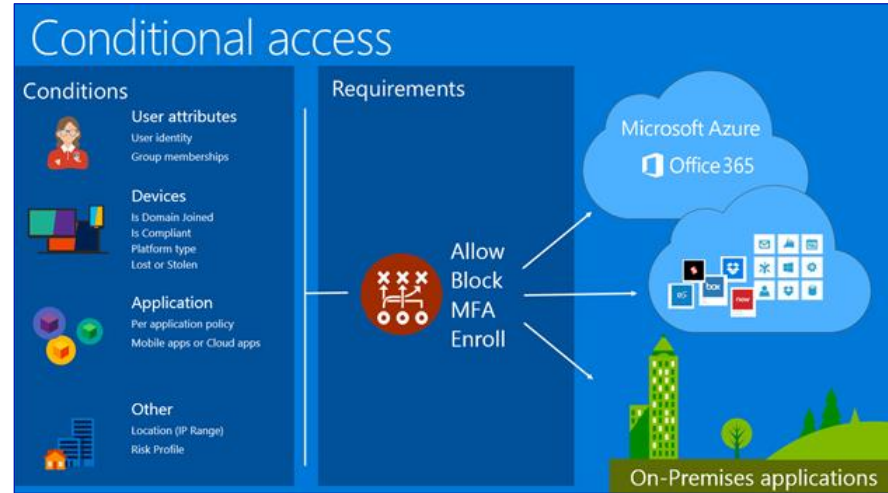 Conditional access
Conditions
User attributes
User identity
Group memberships
Devices
Is Domain Joined
Is Compliant
Platform type
Lost or Stolen
Application
Per application policy
Mobile apps or Cloud apps
Other
Location (IP Range)
Risk Profile
Requirements
Allow
Block
MFA
Enroll
Microsoft Azure
Office 365
box
now
On-Premises applications